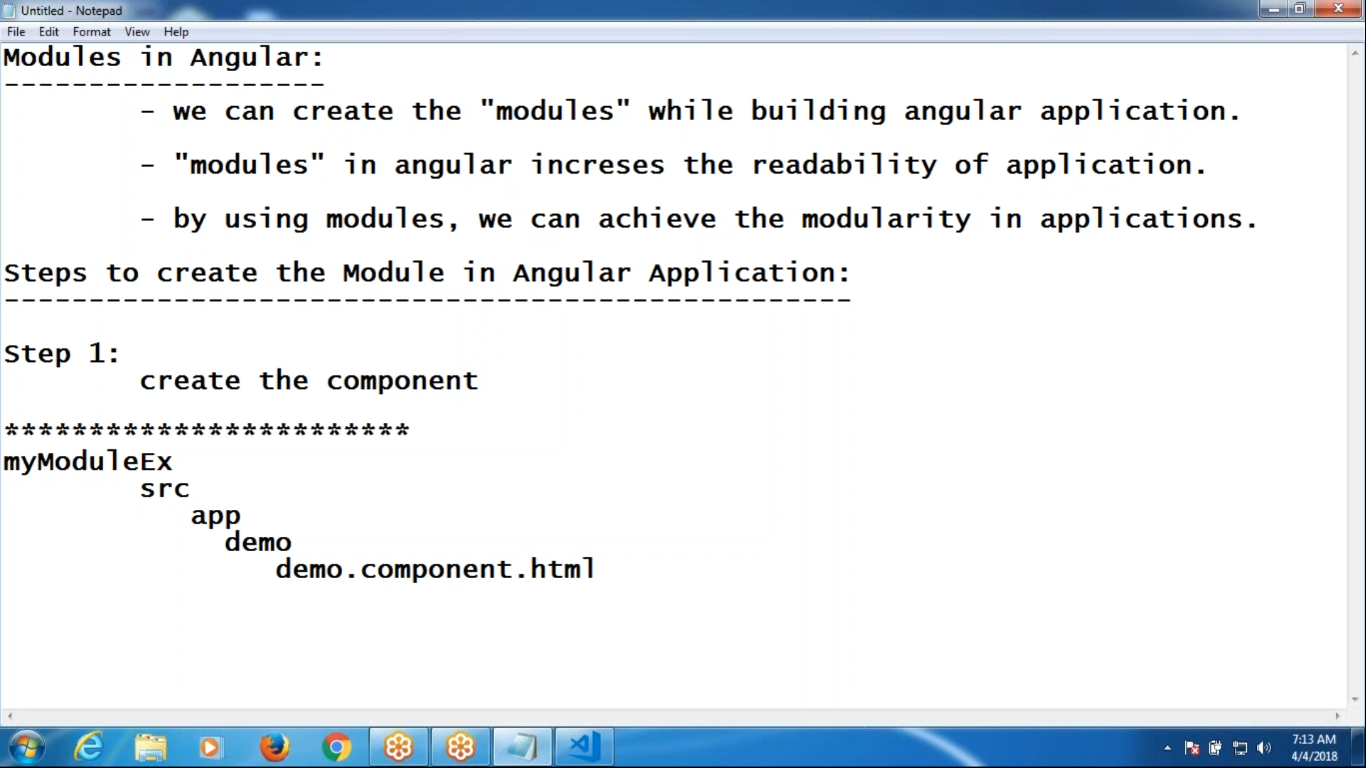 Untitled - Notepad
File Edit Format View Help
Modules in Angular:
-------------------
- we can create the "modules" while building angular application.
- "modules" in angular increses the readability of application.
- by using modules, we can achieve the modularity in applications.
Steps to create the Module in Angular Application:
--------------------------------------------------
Step 1:
create the component
************************
myModuleEx
src
app
demo
demo.component.html
7:13 AM
4/4/2018